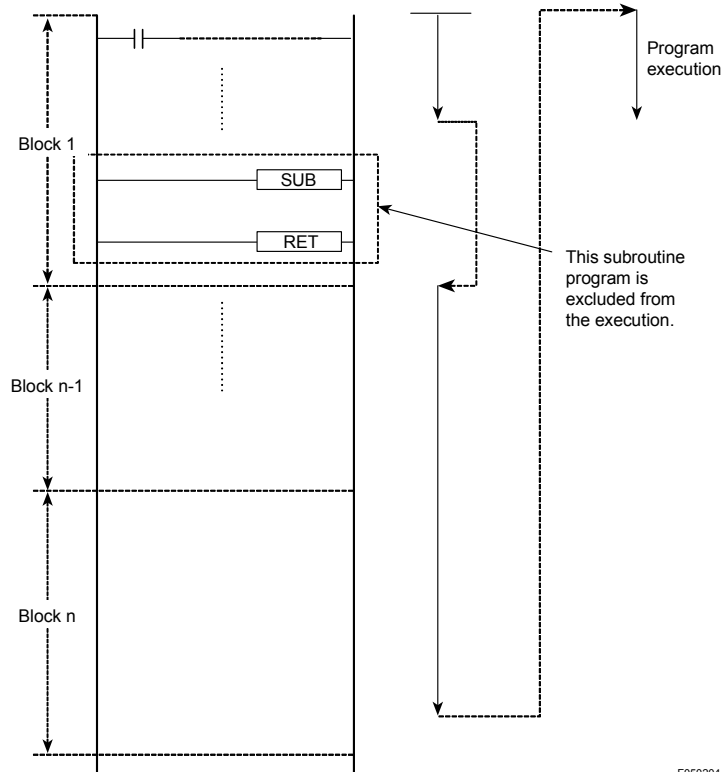 Program
execution
Block 1
SUB
RET
This subroutine
program is
excluded from
the execution.
Block n-1
Block n